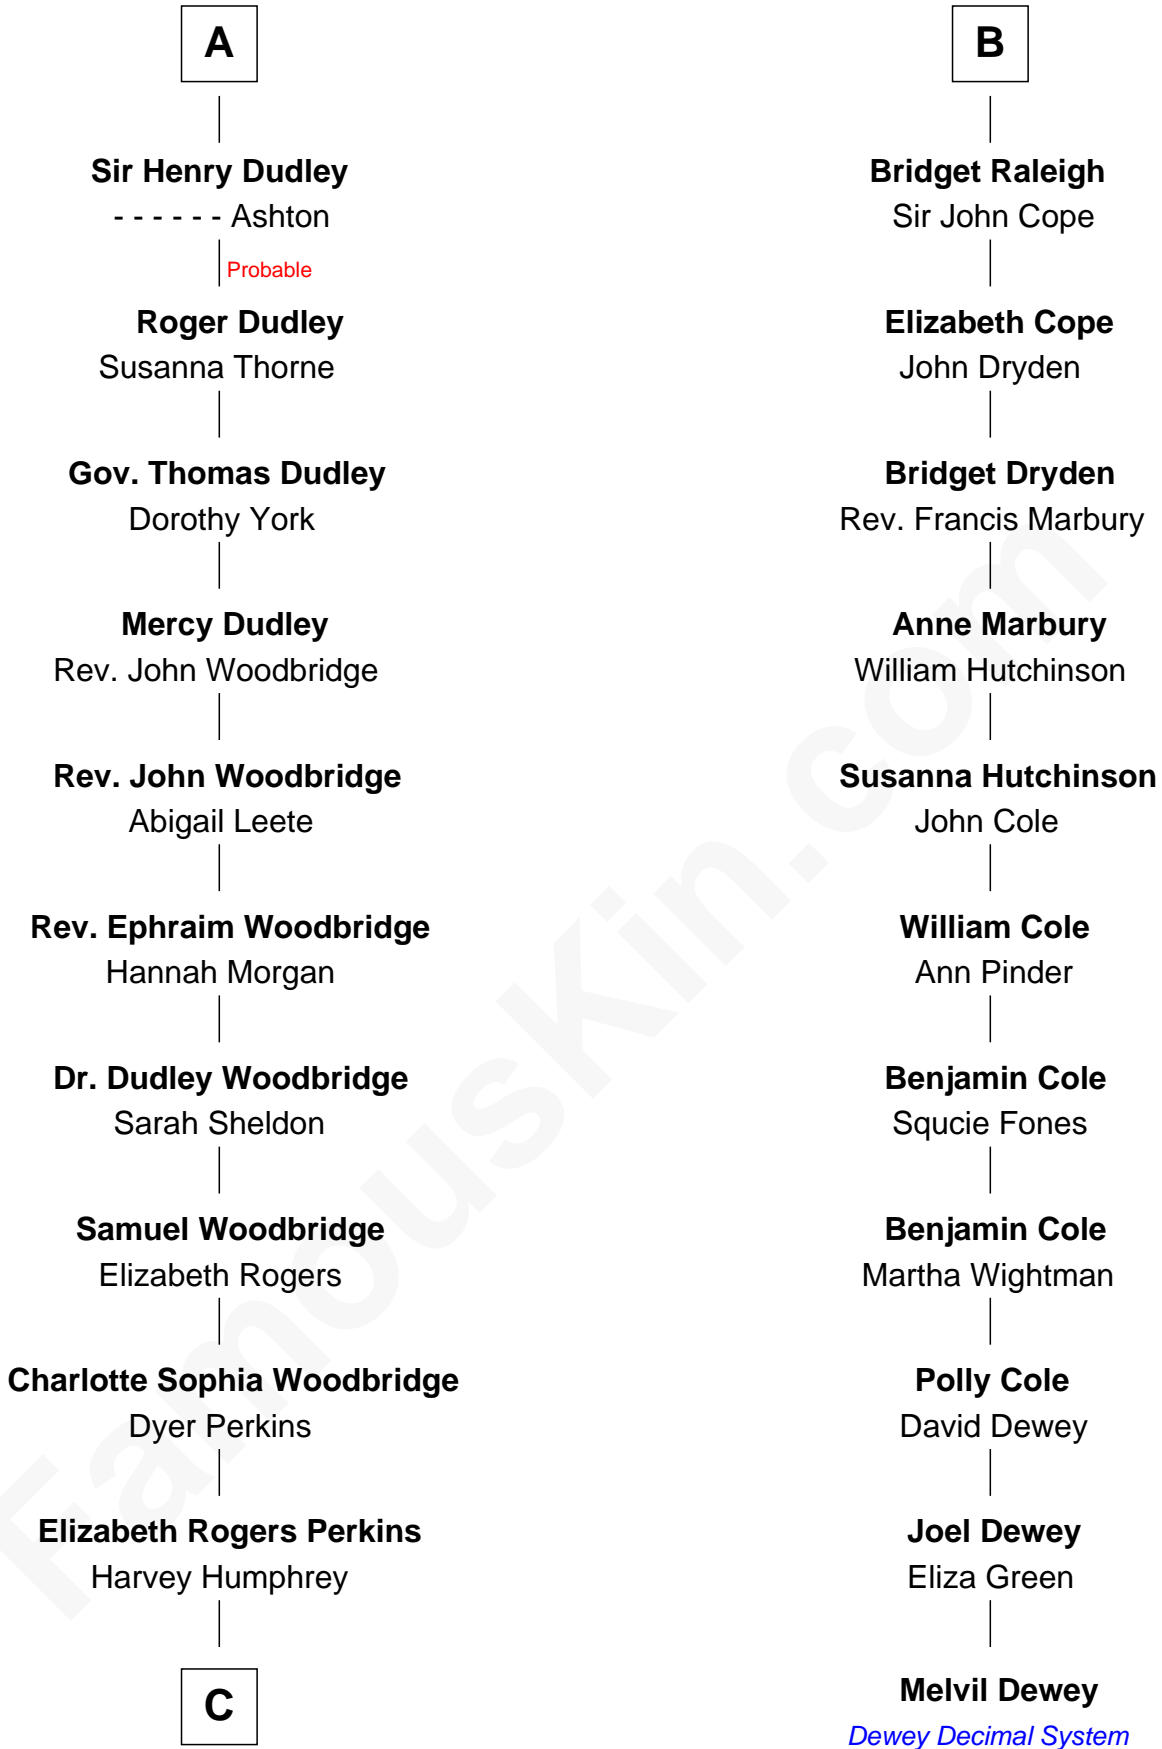 A
Sir Henry Dudley
- - - - - - Ashton
Probable
Roger Dudley
Susanna Thorne
Gov. Thomas Dudley
Dorothy York
Mercy Dudley
Rev. John Woodbridge
Rev. John Woodbridge
Abigail Leete
Rev. Ephraim Woodbridge
Hannah Morgan
Dr. Dudley Woodbridge
Sarah Sheldon
Samuel Woodbridge
Elizabeth Rogers
Charlotte Sophia Woodbridge
Dyer Perkins
Elizabeth Rogers Perkins
Harvey Humphrey
C
B
Bridget Raleigh
Sir John Cope
Elizabeth Cope
John Dryden
Bridget Dryden
Rev. Francis Marbury
Anne Marbury
William Hutchinson
Susanna Hutchinson
John Cole
William Cole
Ann Pinder
Benjamin Cole
Squcie Fones
Benjamin Cole
Martha Wightman
Polly Cole
David Dewey
Joel Dewey
Eliza Green
Melvil Dewey
Dewey Decimal System
FamousKin.com